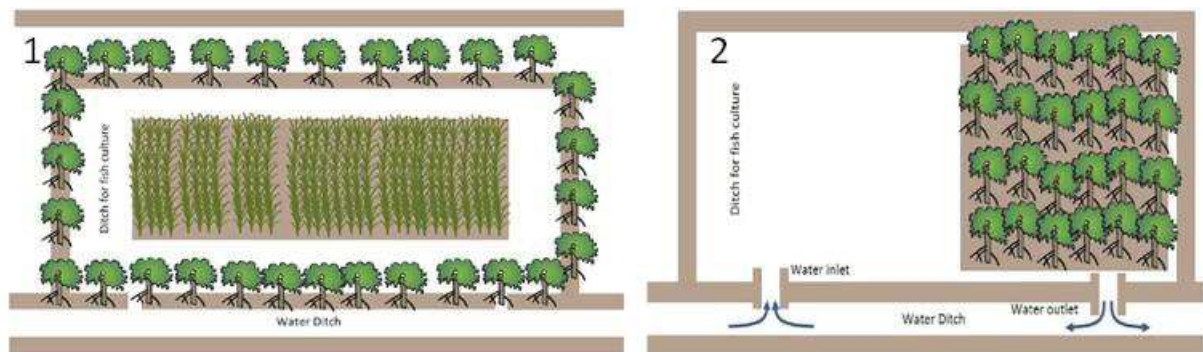 1
Ditch for fish culture
Water Ditch
2
Ditch for fish culture
Water inlet
Water outlet
Water Ditch